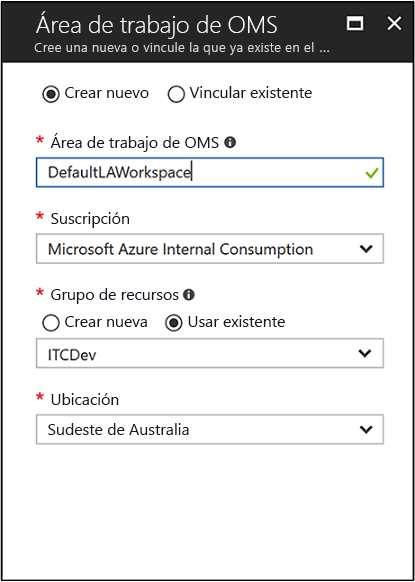 Área de trabajo de OMS
Cree una nueva o vincule la que ya existe en el ...
Crear nuevo Vincular existente
* Área de trabajo de OMS
DefaultLAWorkspace
* Suscripción
Microsoft Azure Internal Consumption
* Grupo de recursos
Crear nueva Usar existente
ITCDev
* Ubicación
Sudeste de Australia